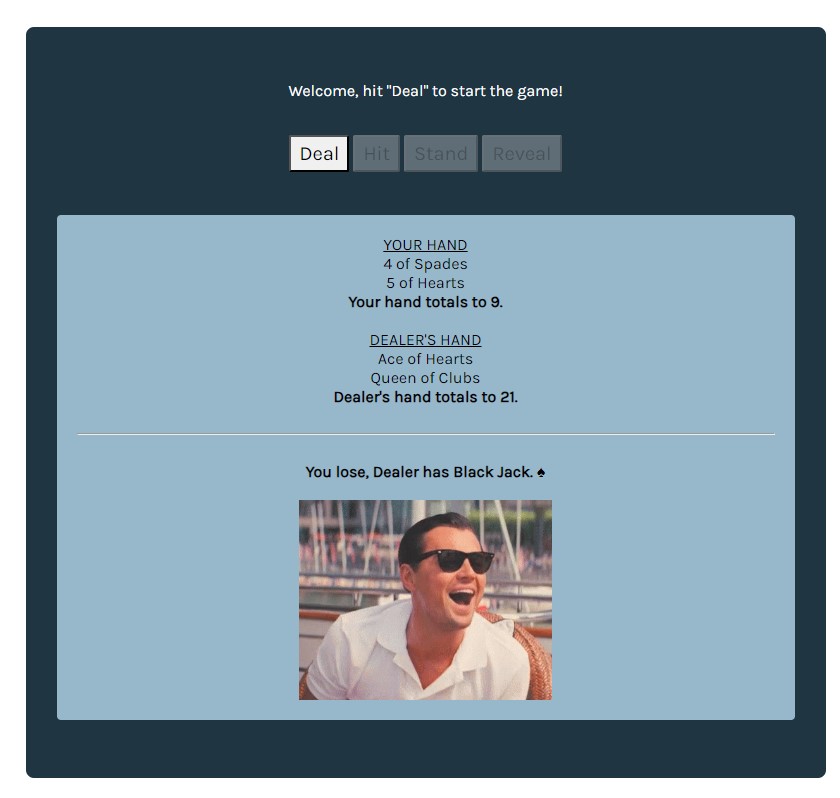 Welcome, hit "Deal" to start the game!
Deal Hit Stand Reveal
YOUR HAND
4 of Spades
5 of Hearts
Your hand totals to 9.
DEALER'S HAND
Ace of Hearts
Queen of Clubs
Dealer's hand totals to 21.
You lose, Dealer has Black Jack. ♠